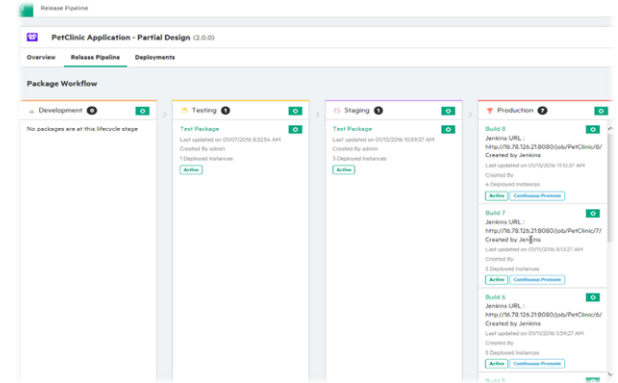 Release Pipeline
PetClinic Application - Partial Design (2.0.0)
Overview Release Pipeline Deployments
Package Workflow
Development 0
No packages are at this lifecycle stage
Testing 1
Test Package
Last updated on 01/07/2016 8:32:54 AM
Created By admin
1 Deployed Instances
Active
Staging 1
Test Package
Last updated on 01/13/2016 10:59:37 AM
Created By admin
3 Deployed Instances
Active
Production 7
Build 8
Jenkins URL :
http://16.78.126.21:8080/job/PetClinic/8/
Created by Jenkins
Last updated on 01/13/2016 11:12:37 AM
Created By
4 Deployed Instances
Active Continuous Promote
Build 7
Jenkins URL :
http://16.78.126.21:8080/job/PetClinic/7/
Created by Jenkins
Last updated on 01/11/2016 8:13:27 AM
Created By
5 Deployed Instances
Active Continuous Promote
Build 6
Jenkins URL :
http://16.78.126.21:8080/job/PetClinic/6/
Created by Jenkins
Last updated on 01/11/2016 5:59:27 AM
Created By
5 Deployed Instances
Active Continuous Promote